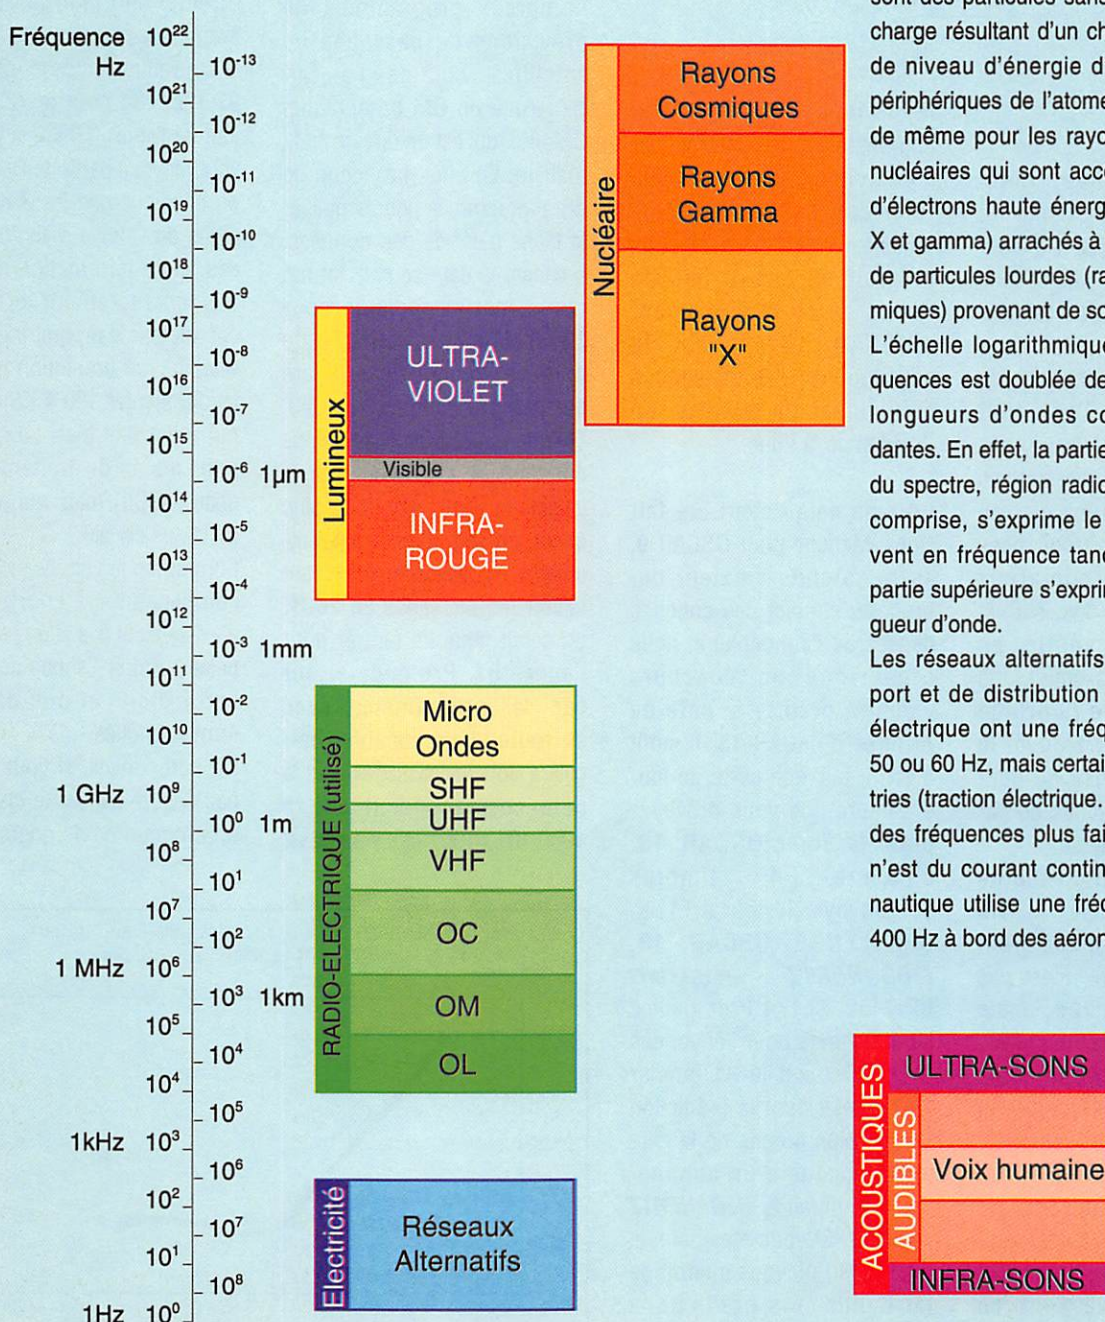 Fréquence 10²²
Hz
10⁻¹³
10²¹
10⁻¹²
10²⁰
10⁻¹¹
10¹⁹
10⁻¹⁰
10¹⁸
10⁻⁹
10¹⁷
10⁻⁸
10¹⁶
10⁻⁷
10¹⁵
10⁻⁶ 1µm
10¹⁴
10⁻⁵
10¹³
10⁻⁴
10¹²
10⁻³ 1mm
10¹¹
10⁻²
10¹⁰
10⁻¹
1 GHz 10⁹
10⁰ 1m
10⁸
10¹
10⁷
10²
1 MHz 10⁶
10³ 1km
10⁵
10⁴
10⁴
10⁵
1kHz 10³
10⁶
10²
10⁷
10¹
10⁸
1Hz 10⁰
Lumineux
ULTRA-
VIOLET
Visible
INFRA-
ROUGE
RADIO-ELECTRIQUE (utilisé)
Micro
Ondes
SHF
UHF
VHF
OC
OM
OL
Electricité
Réseaux
Alternatifs
Nucléaire
Rayons
Cosmiques
Rayons
Gamma
Rayons
"X"
sont des particules sans
charge résultant d'un ch
de niveau d'énergie d
périphériques de l'atome
de même pour les rayo
nucléaires qui sont acc
d'électrons haute énerg
X et gamma) arrachés à
de particules lourdes (ra
miques) provenant de so
L'échelle logarithmique
quences est doublée de
longueurs d'ondes co
dantes. En effet, la partie
du spectre, région radio
comprise, s'exprime le
vent en fréquence tand
partie supérieure s'exprin
gueur d'onde.
Les réseaux alternatifs
port et de distribution
électrique ont une fréq
50 ou 60 Hz, mais certai
tries (traction électrique.
des fréquences plus fai
n'est du courant contin
nautique utilise une fréc
400 Hz à bord des aéron
ACOUSTIQUES
ULTRA-SONS
AUDIBLES
Voix humaine
INFRA-SONS